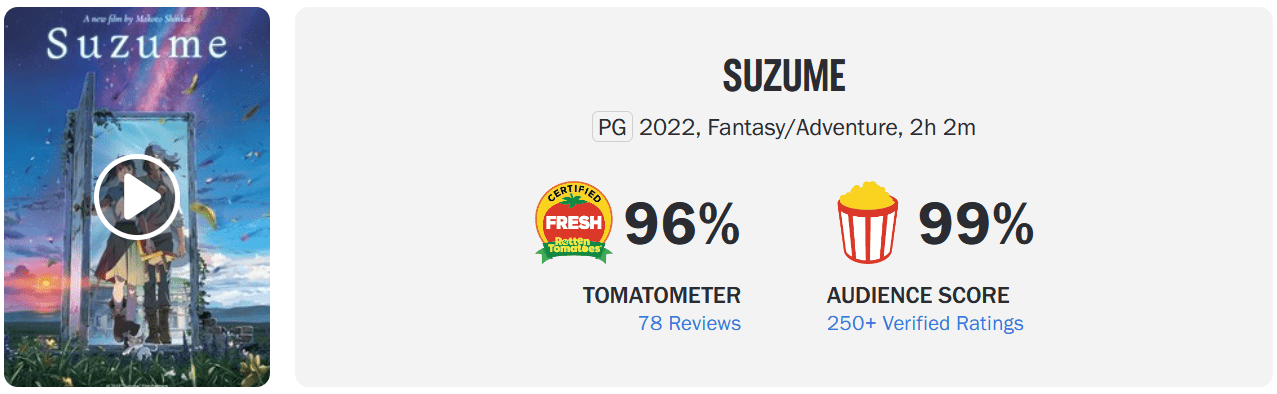 A new film by Makoto Shinkai
Suzume
SUZUME
PG 2022, Fantasy/Adventure, 2h 2m
CERTIFIED
FRESH
Rotten
Tomatoes
96%
99%
TOMATOMETER
AUDIENCE SCORE
78 Reviews
250+ Verified Ratings